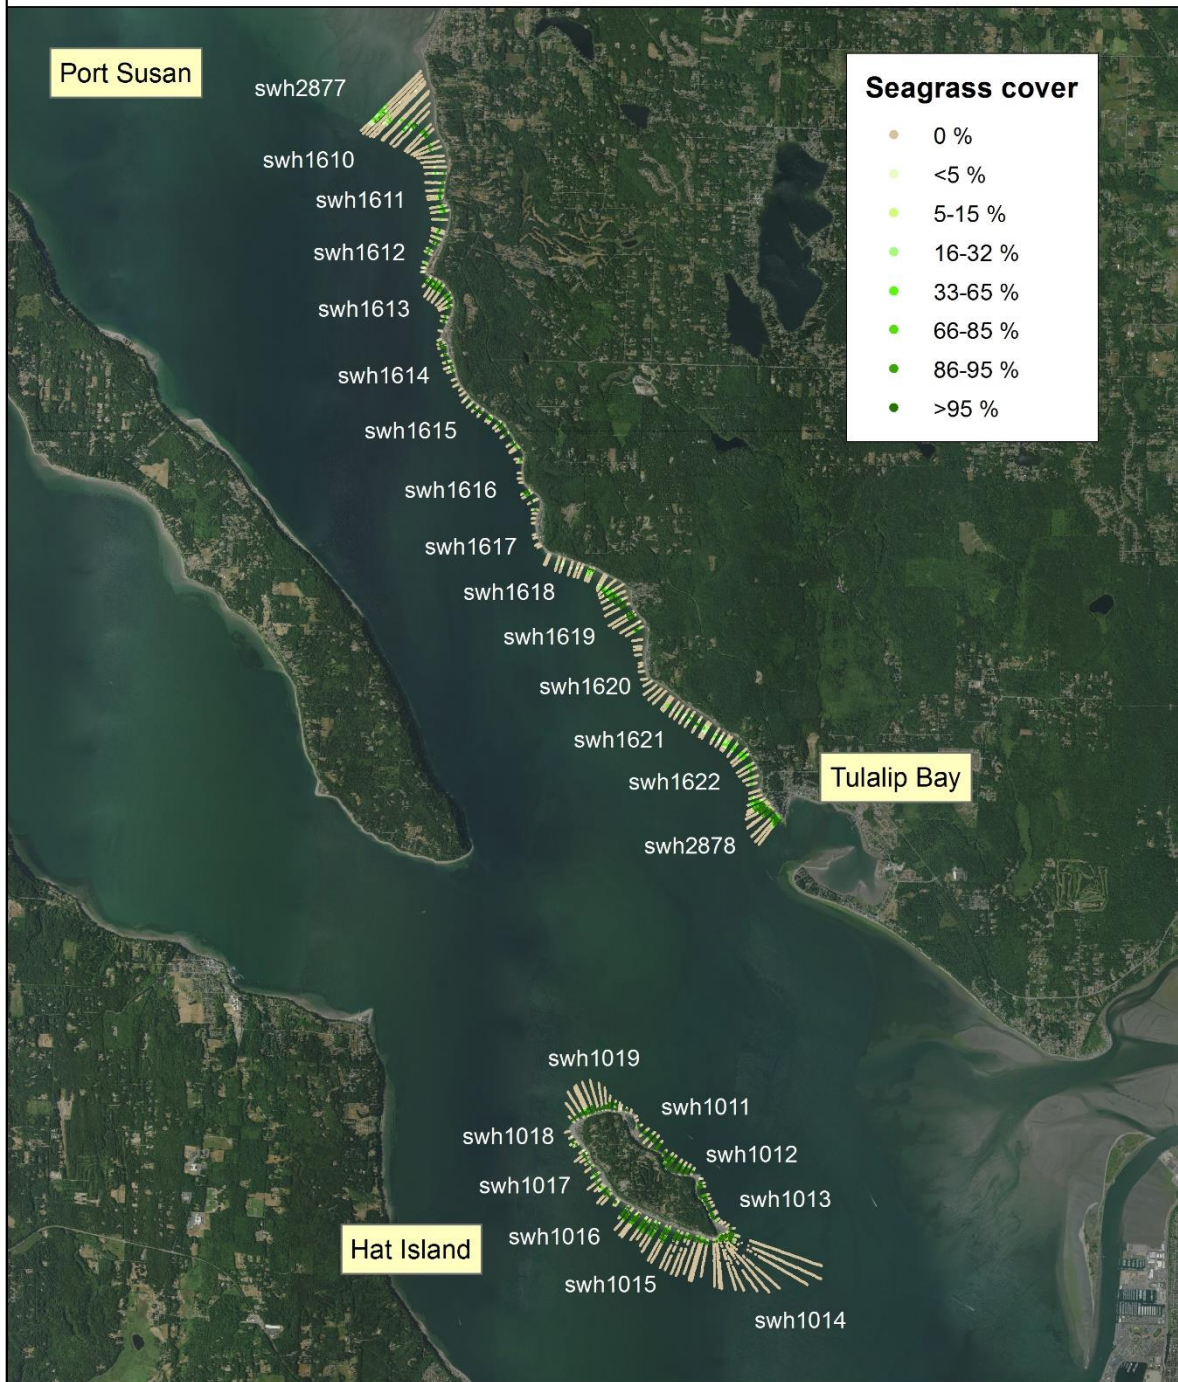 Port Susan
swh2877
Seagrass cover
0 %
<5 %
5-15 %
16-32 %
33-65 %
66-85 %
86-95 %
>95 %
swh1610
swh1611
swh1612
swh1613
swh1614
swh1615
swh1616
swh1617
swh1618
swh1619
swh1620
swh1621
swh1622
Tulalip Bay
swh2878
swh1019
swh1011
swh1018
swh1012
swh1017
swh1013
swh1016
Hat Island
swh1015
swh1014